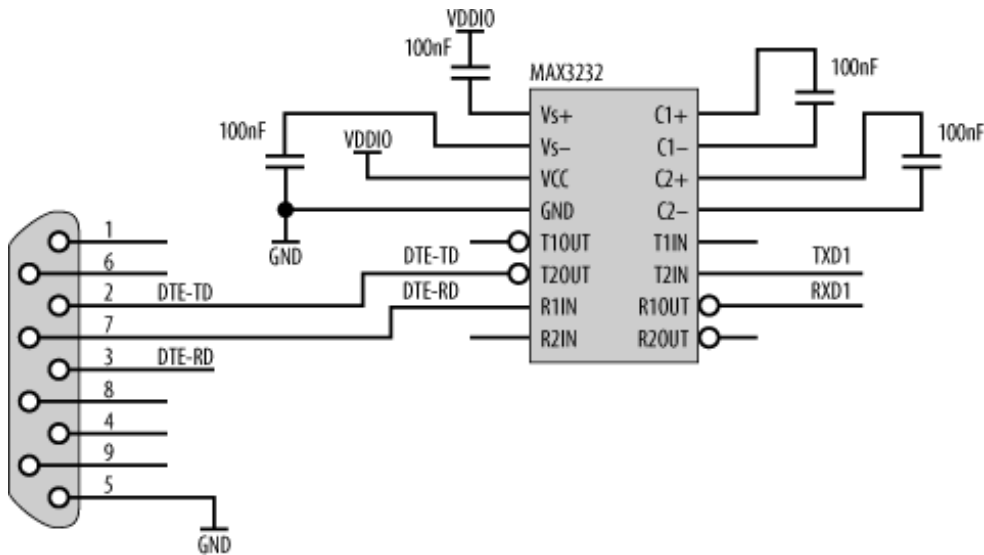 VDDIO
100nF
MAX3232
100nF
100nF
VDDIO
100nF
Vs+
C1+
Vs−
C1−
VCC
C2+
GND
C2−
T1OUT
T1IN
T2OUT
T2IN
R1IN
R1OUT
R2IN
R2OUT
GND
DTE-TD
DTE-RD
TXD1
RXD1
1
6
2
DTE-TD
7
3
DTE-RD
8
4
9
5
GND